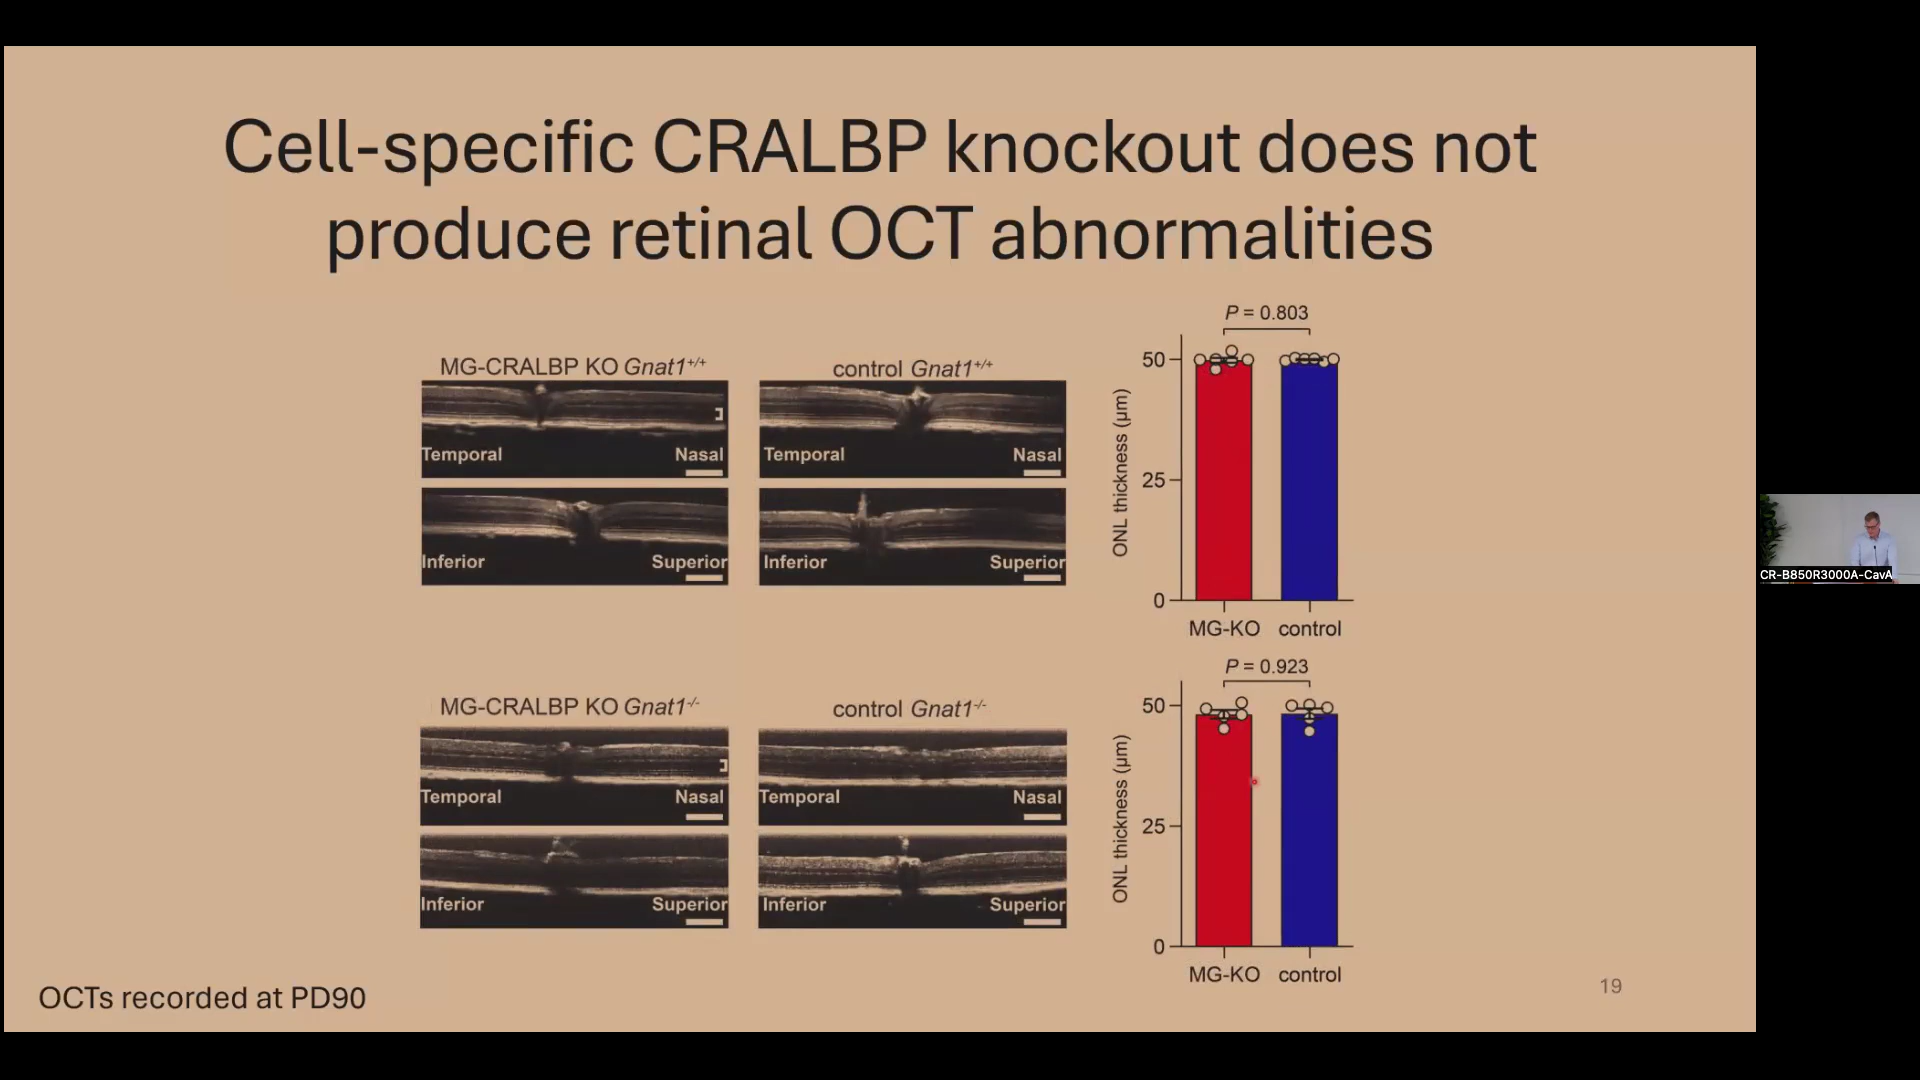 Cell-specific CRALBP knockout does not
produce retinal OCT abnormalities
MG-CRALBP KO Gnat1+/+
control Gnat1+/+
Temporal
Nasal
Temporal
Nasal
Inferior
Superior
Inferior
Superior
P = 0.803
ONL thickness (µm)
50
25
0
MG-KO
control
MG-CRALBP KO Gnat1-/-
control Gnat1-/-
Temporal
Nasal
Temporal
Nasal
Inferior
Superior
Inferior
Superior
P = 0.923
ONL thickness (µm)
50
25
0
MG-KO
control
OCTs recorded at PD90
19
CR-B850R3000A-CavA